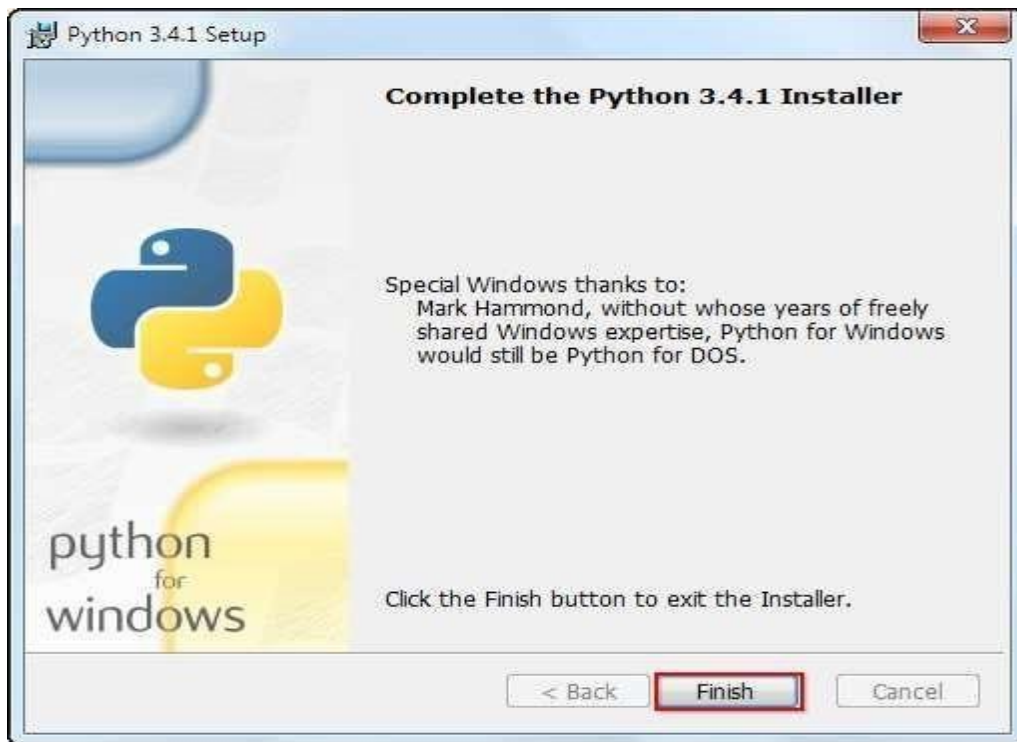 Python 3.4.1 Setup
Complete the Python 3.4.1 Installer
Special Windows thanks to:
Mark Hammond, without whose years of freely
shared Windows expertise, Python for Windows
would still be Python for DOS.
python
for
windows
Click the Finish button to exit the Installer.
< Back
Finish
Cancel